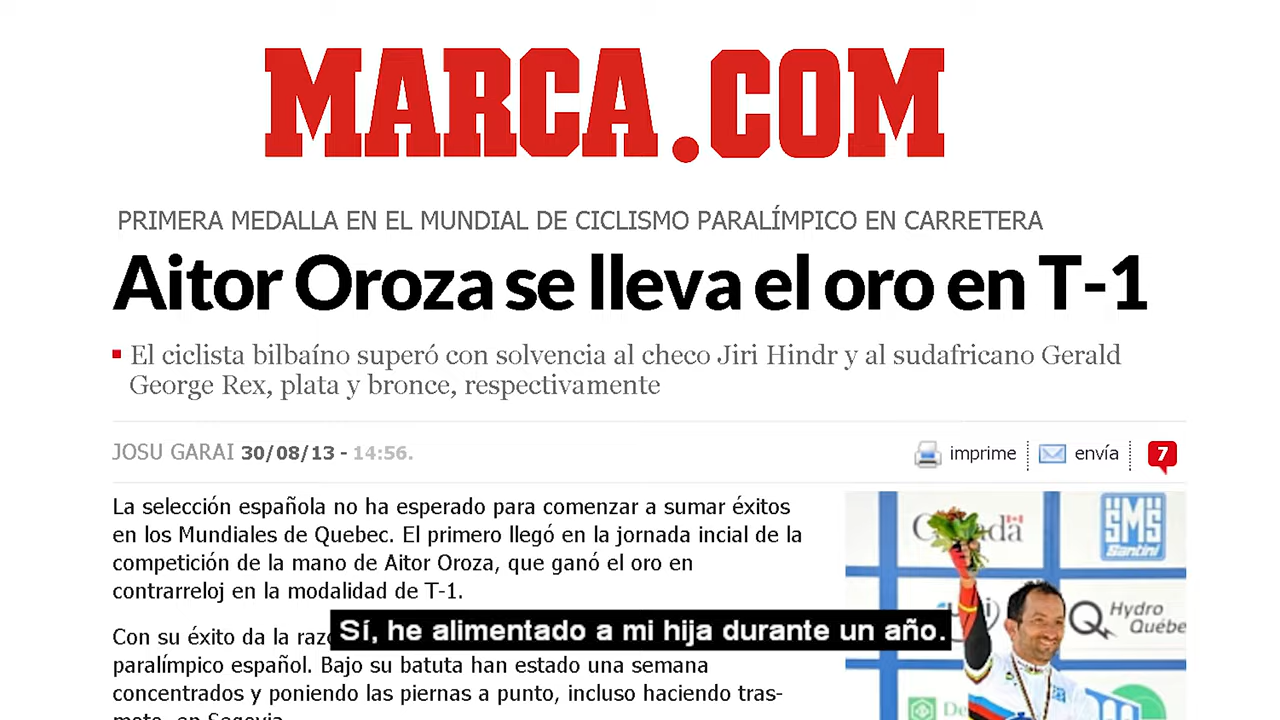 MARCA.COM
PRIMERA MEDALLA EN EL MUNDIAL DE CICLISMO PARALÍMPICO EN CARRETERA
Aitor Oroza se lleva el oro en T-1
El ciclista bilbaíno superó con solvencia al checo Jiri Hindr y al sudafricano Gerald
George Rex, plata y bronce, respectivamente
JOSU GARAI 30/08/13 - 14:56.
imprime
envía
7
La selección española no ha esperado para comenzar a sumar éxitos
en los Mundiales de Quebec. El primero llegó en la jornada incial de la
competición de la mano de Aitor Oroza, que ganó el oro en
contrarreloj en la modalidad de T-1.
Con su éxito da la
paralímpico español. Bajo su batuta han estado una semana
concentrados y poniendo las piernas a punto, incluso haciendo tras-
moto, en Segovia
SMS
Santini
Hydro
Québe
Sí, he alimentado a mi hija durante un año.